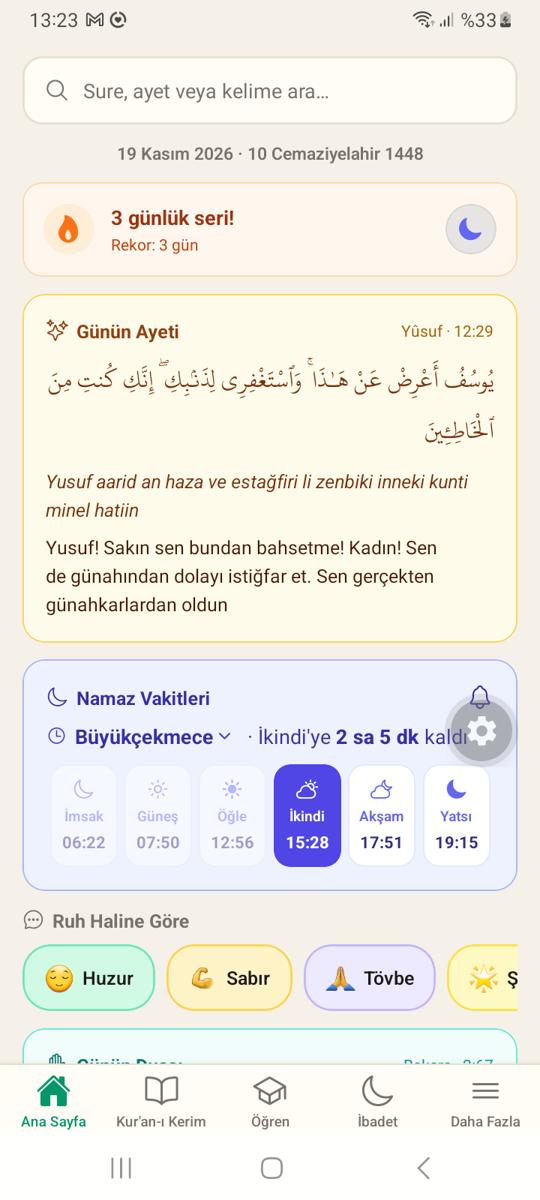 13:23
%33
Sure, ayet veya kelime ara...
19 Kasım 2026 · 10 Cemaziyelahir 1448
3 günlük seri!
Rekor: 3 gün
Günün Ayeti
Yûsuf · 12:29
يُوسُفُ أَعْرِضْ عَنْ هَـٰذَا ۚ وَٱسْتَغْفِرِى لِذَنۢبِكِ ۖ إِنَّكِ كُنتِ مِنَ
ٱلْخَاطِـِٔينَ
Yusuf aarid an haza ve estağfiri li zenbiki inneki kunti
minel hatiin
Yusuf! Sakın sen bundan bahsetme! Kadın! Sen
de günahından dolayı istiğfar et. Sen gerçekten
günahkarlardan oldun
Namaz Vakitleri
Büyükçekmece · İkindi'ye 2 sa 5 dk kaldı
İmsak Güneş Öğle İkindi Akşam Yatsı
06:22 07:50 12:56 15:28 17:51 19:15
Ruh Haline Göre
Huzur Sabır Tövbe Ş
Ana Sayfa Kur'an-ı Kerim Öğren İbadet Daha Fazla